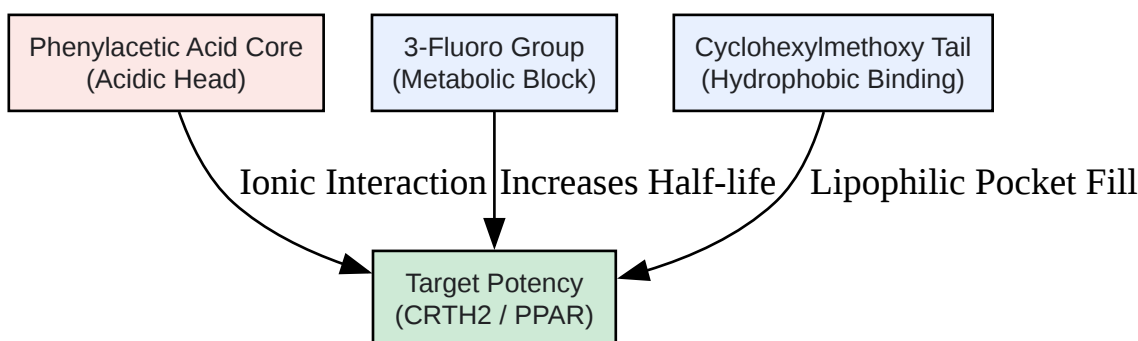 Phenylacetic Acid Core
(Acidic Head)
3-Fluoro Group
(Metabolic Block)
Cyclohexylmethoxy Tail
(Hydrophobic Binding)
Ionic Interaction
Increases Half-life
Lipophilic Pocket Fill
Target Potency
(CRTH2 / PPAR)